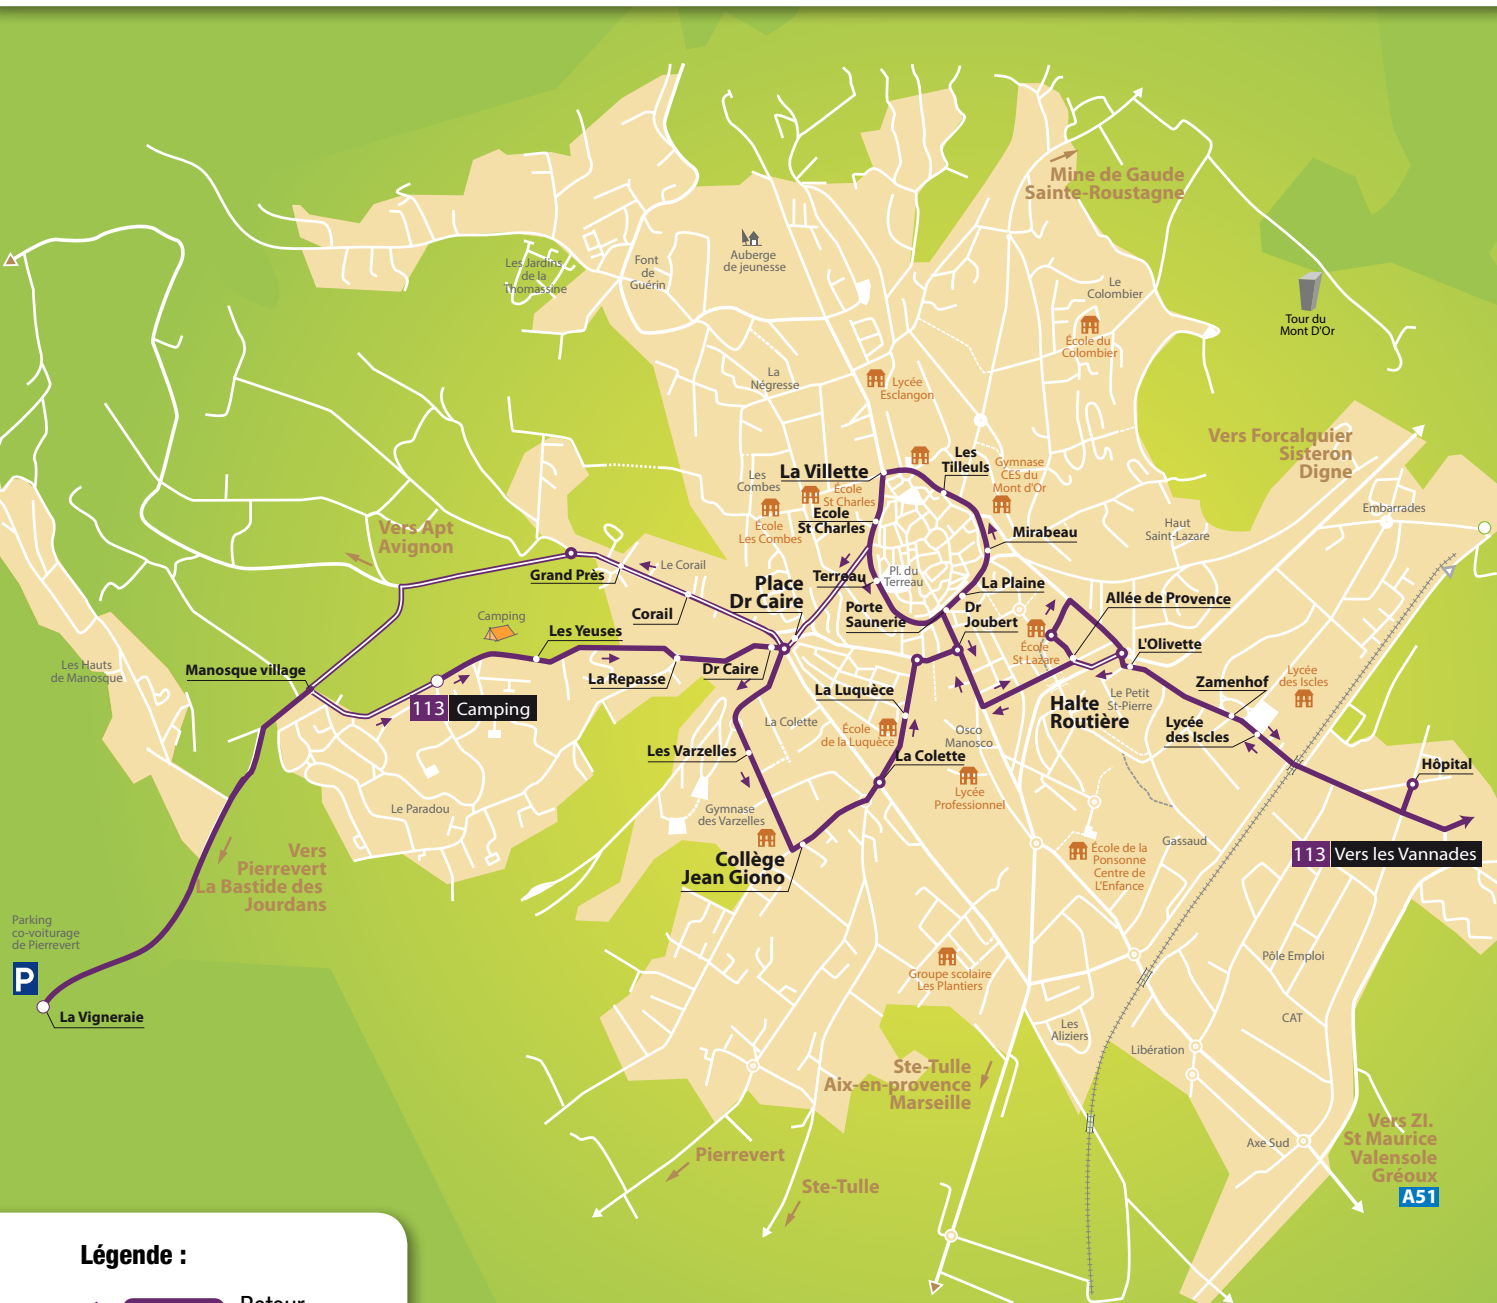 Mine de Gaude
Sainte-Roustagne
Auberge
de jeunesse
Les Jardins
de la
Thomassine
Font
de
Guérin
Le
Colombier
Tour du
Mont D'Or
École du
Colombier
La
Négresse
Lycée
Esclangon
Vers Forcalquier
Sisteron
Digne
Les
Tilleuls
Gymnase
CES du
Mont d'Or
La Villette
Les
Combes
École
St Charles
Ecole
St Charles
École
Les Combes
Embarrades
Haut
Saint-Lazare
Vers Apt
Avignon
Mirabeau
Le Corail
Grand Près
Pl. du
Terreau
Terreau
La Plaine
Place
Dr Caire
Allée de Provence
Corail
Porte
Saunerie
Dr
Joubert
Camping
Les Yeuses
École
St Lazare
L'Olivette
Les Hauts
de Manosque
Manosque village
La Repasse
Dr Caire
Lycée
des Iscles
Zamenhof
La Luquèce
Le Petit
St-Pierre
Halte
Routière
113 Camping
La Colette
École
de la Luquèce
Osco
Manosco
Lycée
des Iscles
Les Varzelles
La Colette
Hôpital
Lycée
Professionnel
Le Paradou
Gymnase
des Varzelles
Gassaud
École de la
Ponsonne
Centre de
L'Enfance
113 Vers les Vannades
Vers
Pierrevert
La Bastide des
Jourdans
Collège
Jean Giono
Parking
co-voiturage
de Pierrevert
P
La Vigneraie
Groupe scolaire
Les Plantiers
Pôle Emploi
CAT
Les
Aliziers
Libération
Ste-Tulle
Aix-en-provence
Marseille
Axe Sud
Vers ZI.
St Maurice
Valensole
Gréoux
A51
Pierrevert
Ste-Tulle
Légende :
Retour